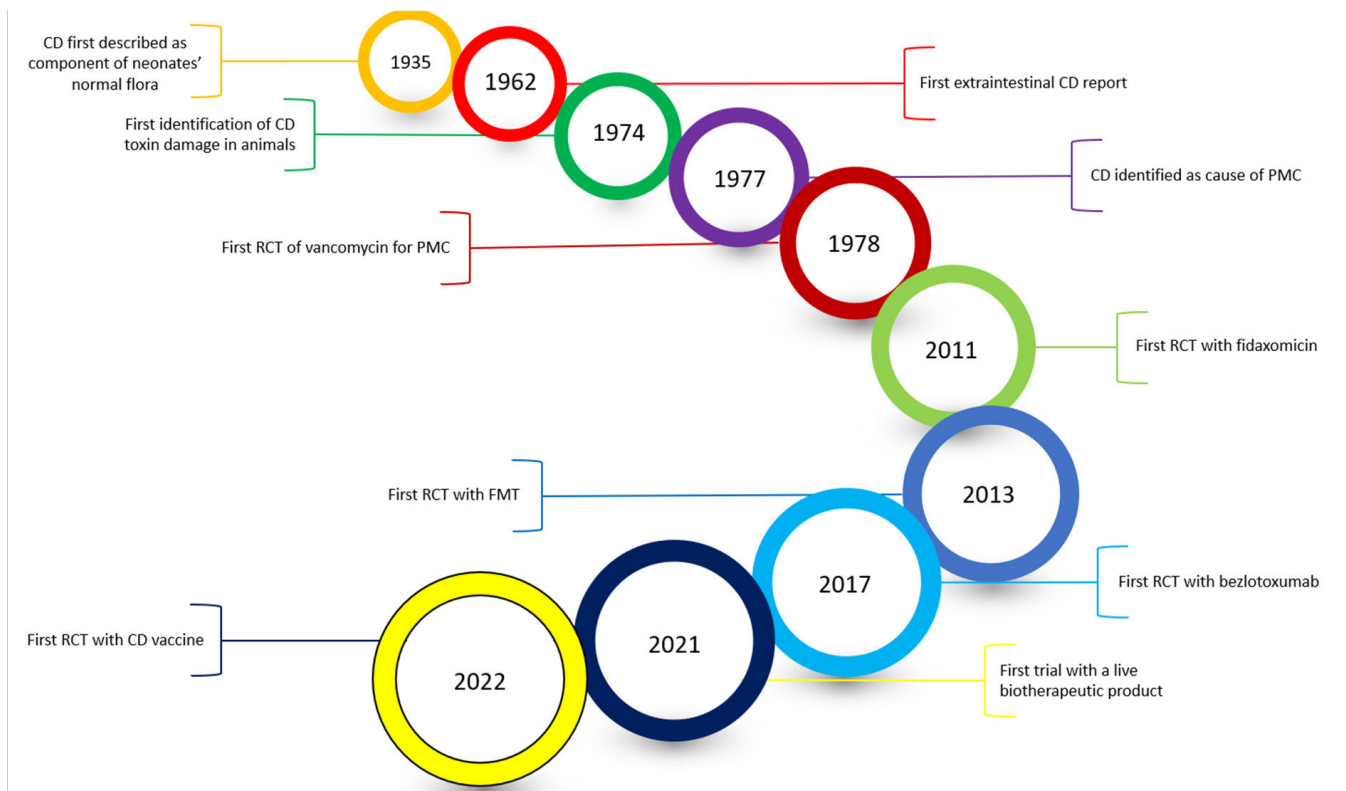 1935
CD first described as
component of neonates’
normal flora
1962
First extraintestinal CD report
1974
First identification of CD
toxin damage in animals
1977
CD identified as cause of PMC
1978
First RCT of vancomycin for PMC
2011
First RCT with fidaxomicin
2013
First RCT with FMT
2017
First RCT with bezlotoxumab
2021
First RCT with CD vaccine
2022
First trial with a live
biotherapeutic product